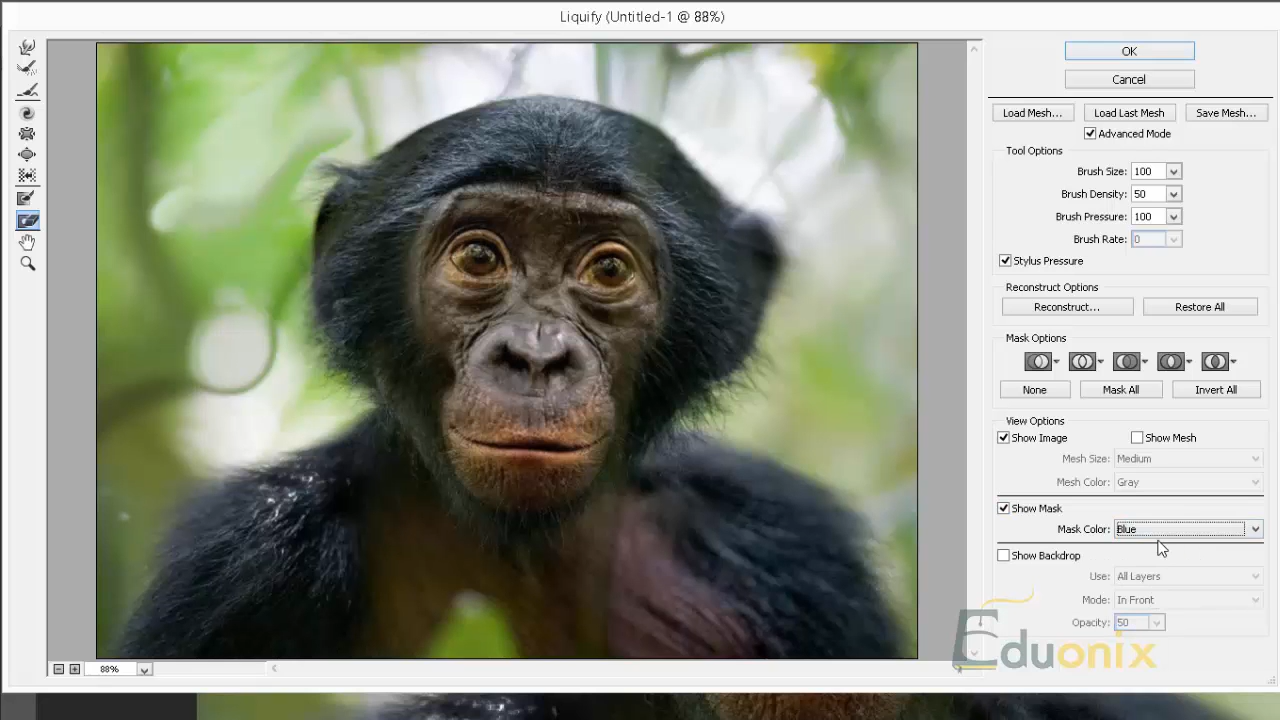 Liquify (Untitled-1 @ 88%)
OK
Cancel
Load Mesh... Load Last Mesh Save Mesh...
Advanced Mode
Tool Options
Brush Size: 100
Brush Density: 50
Brush Pressure: 100
Brush Rate: 0
Stylus Pressure
Reconstruct Options
Reconstruct... Restore All
Mask Options
None Mask All Invert All
View Options
Show Image Show Mesh
Mesh Size: Medium
Mesh Color: Gray
Show Mask
Mask Color: Blue
Show Backdrop
Use: All Layers
Mode: In Front
Opacity: 50
Eduonix
88%